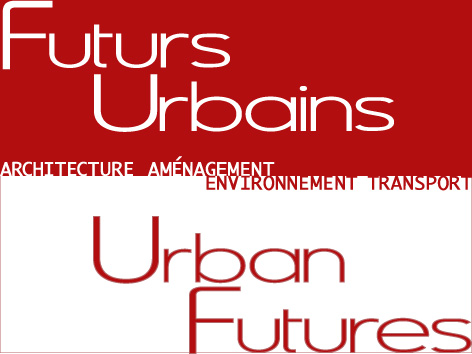 Futurs
Urbains
ARCHITECTURE AMÉNAGEMENT
ENVIRONNEMENT TRANSPORT
Urban
Futures